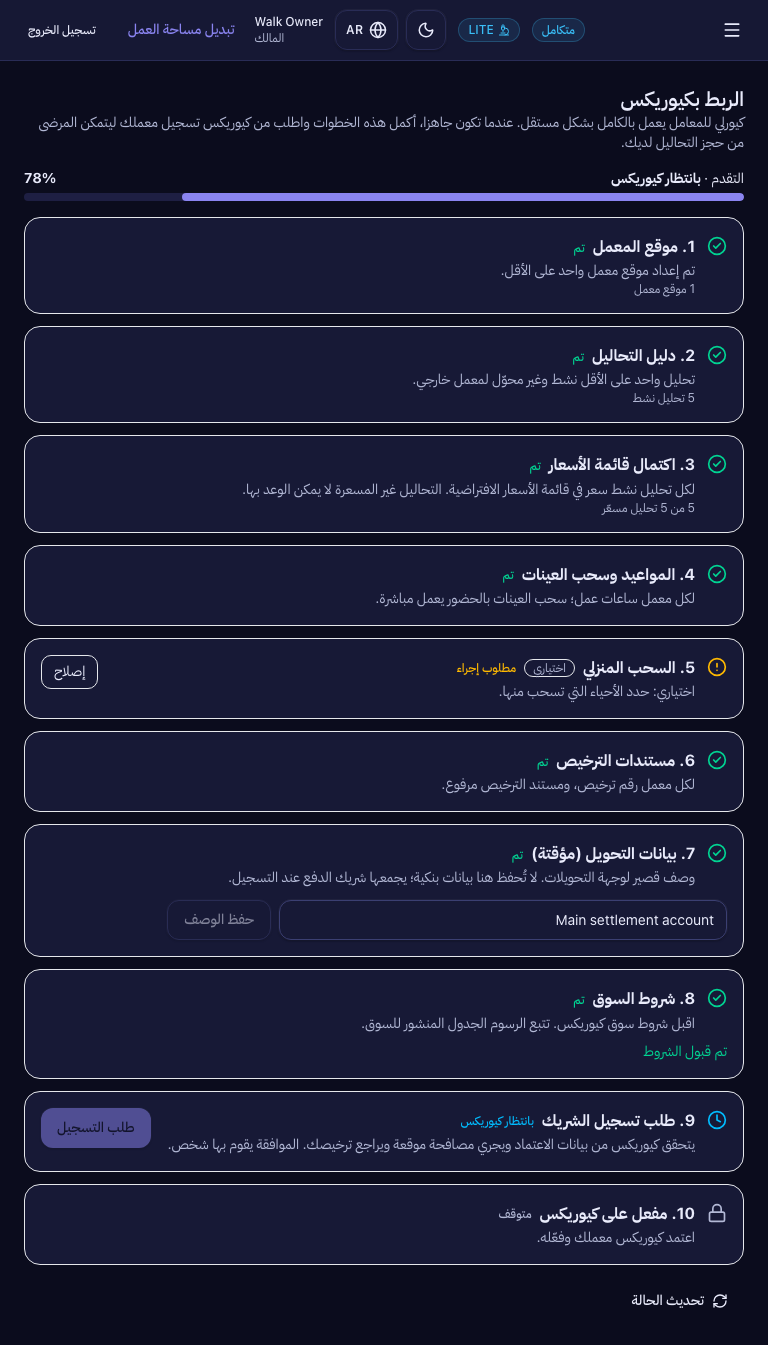 متكامل
LITE
AR
Walk Owner
المالك
تبديل مساحة العمل
تسجيل الخروج
الربط بكيوريكس
كيورلي للمعامل يعمل بالكامل بشكل مستقل. عندما تكون جاهزا، أكمل هذه الخطوات واطلب من كيوريكس تسجيل معملك ليتمكن المرضى
من حجز التحاليل لديك.
التقدم · بانتظار كيوريكس
78%
1. موقع المعمل تم
تم إعداد موقع معمل واحد على الأقل.
1 موقع معمل
2. دليل التحاليل تم
تحليل واحد على الأقل نشط وغير محوّل لمعمل خارجي.
5 تحليل نشط
3. اكتمال قائمة الأسعار تم
لكل تحليل نشط سعر في قائمة الأسعار الافتراضية. التحاليل غير المسعرة لا يمكن الوعد بها.
5 من 5 تحليل مسعّر
4. المواعيد وسحب العينات تم
لكل معمل ساعات عمل؛ سحب العينات بالحضور يعمل مباشرة.
5. السحب المنزلي اختياري مطلوب إجراء
إصلاح
اختياري: حدد الأحياء التي تسحب منها.
6. مستندات الترخيص تم
لكل معمل رقم ترخيص، ومستند الترخيص مرفوع.
7. بيانات التحويل (مؤقتة) تم
وصف قصير لوجهة التحويلات. لا تُحفظ هنا بيانات بنكية؛ يجمعها شريك الدفع عند التسجيل.
Main settlement account
حفظ الوصف
8. شروط السوق تم
اقبل شروط سوق كيوريكس. تتبع الرسوم الجدول المنشور للسوق.
تم قبول الشروط
9. طلب تسجيل الشريك بانتظار كيوريكس
طلب التسجيل
يتحقق كيوريكس من بيانات الاعتماد ويجري مصافحة موقعة ويراجع ترخيصك. الموافقة يقوم بها شخص.
10. مفعل على كيوريكس متوقف
اعتمد كيوريكس معملك وفعّله.
تحديث الحالة